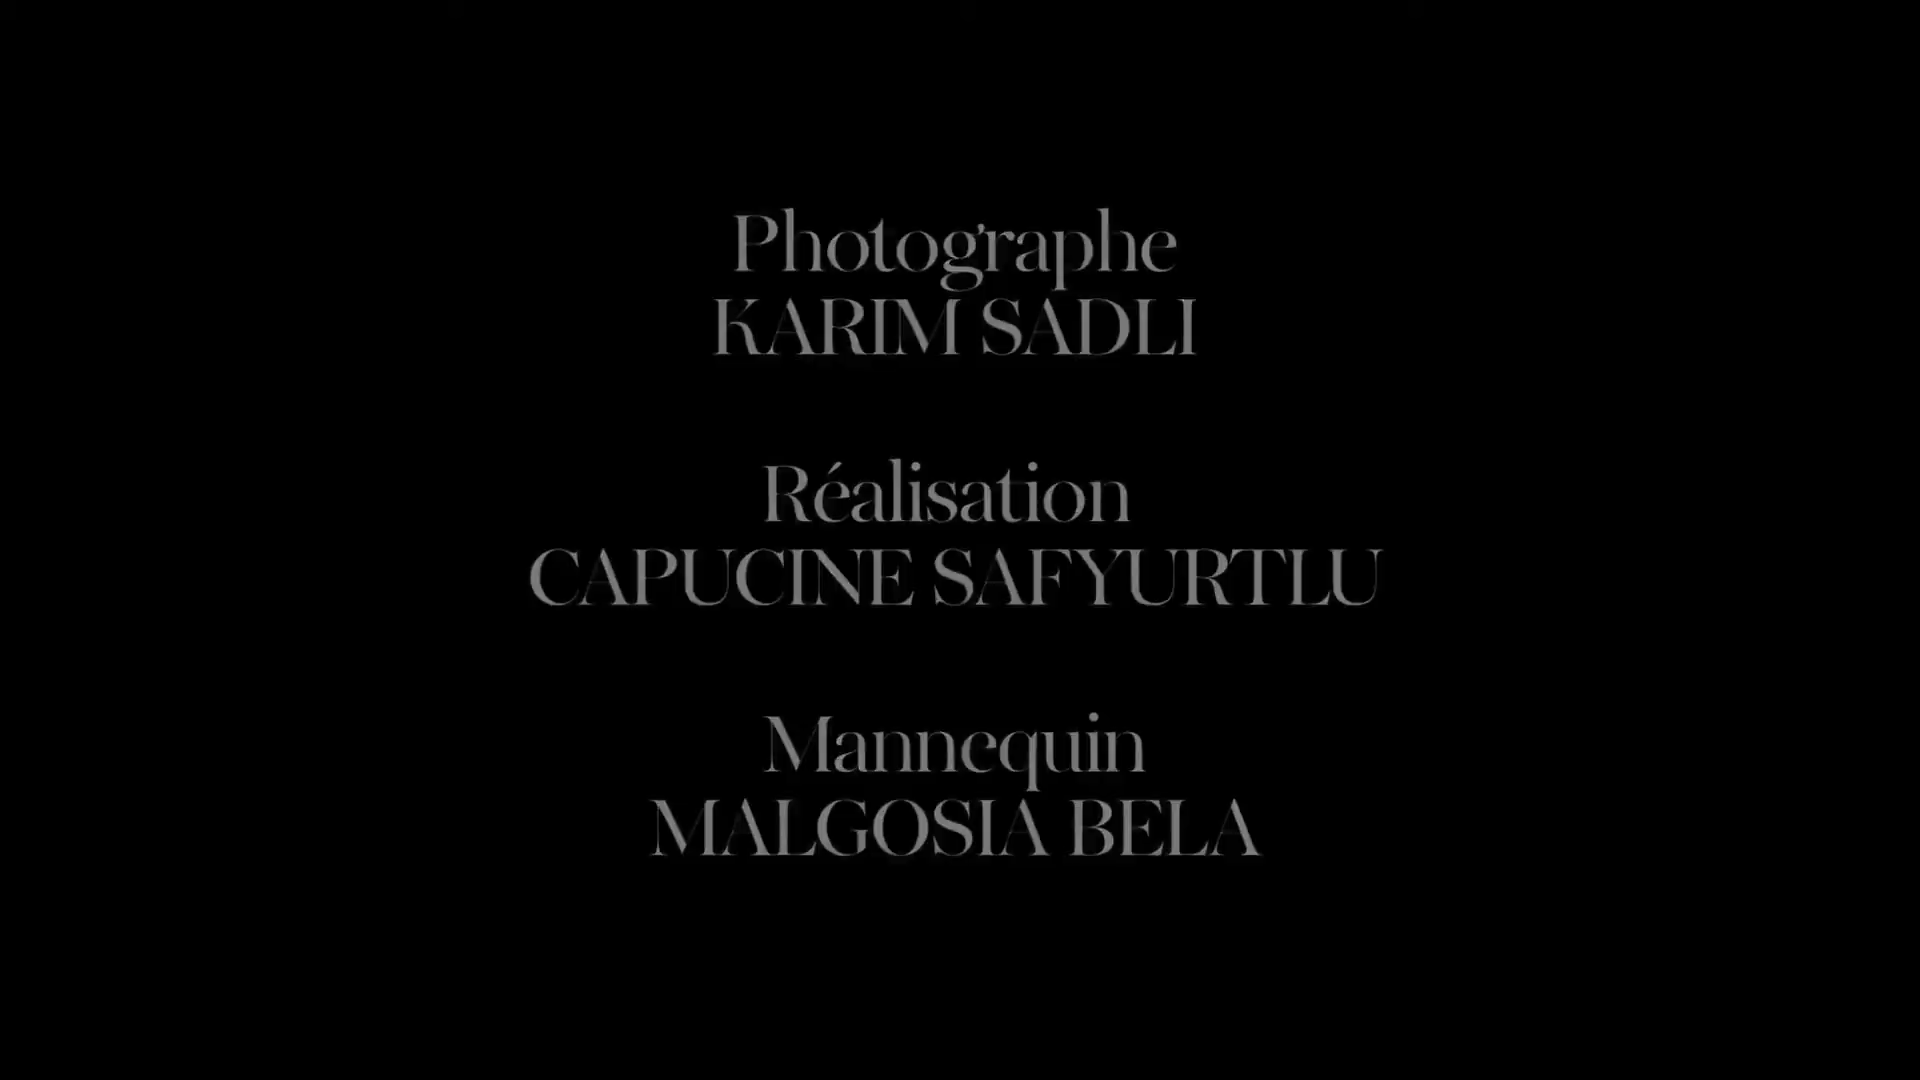 Photographe
KARIM SADLI
Réalisation
CAPUCINE SAFYURTLU
Mannequin
MALGOSIA BELA